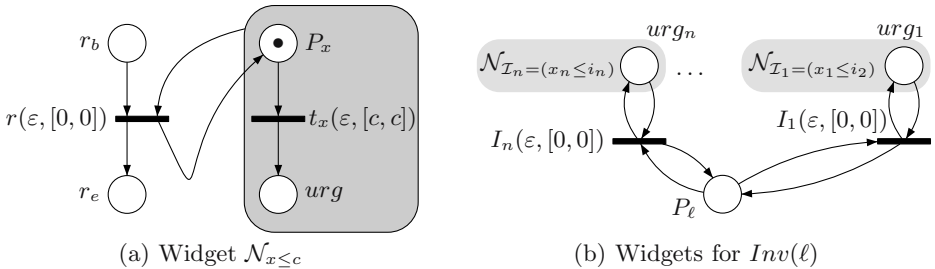 r_b
P_x
r(ε, [0, 0])
t_x(ε, [c, c])
r_e
urg
(a) Widget 𝒩_{x≤c}
urg_n
urg_1
𝒩_{ℐ_n=(x_n≤i_n)}
...
𝒩_{ℐ_1=(x_1≤i_2)}
I_n(ε, [0, 0])
I_1(ε, [0, 0])
P_ℓ
(b) Widgets for Inv(ℓ)